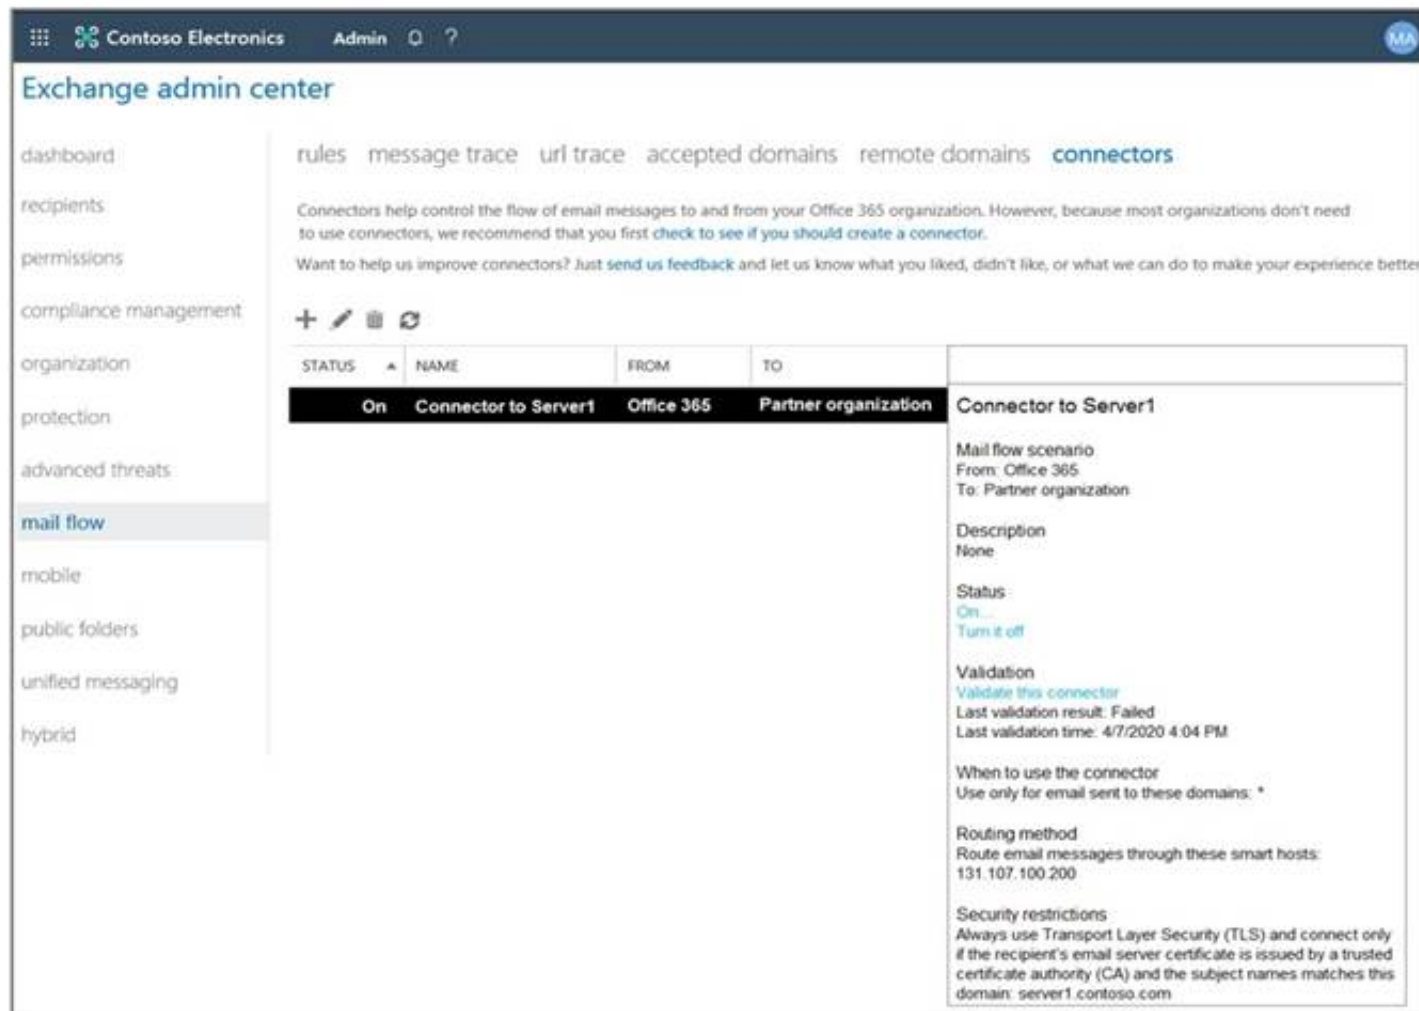 Contoso Electronics Admin ?
MA
Exchange admin center
dashboard
recipients
permissions
compliance management
organization
protection
advanced threats
mail flow
mobile
public folders
unified messaging
hybrid
rules message trace url trace accepted domains remote domains connectors
Connectors help control the flow of email messages to and from your Office 365 organization. However, because most organizations don't need
to use connectors, we recommend that you first check to see if you should create a connector.
Want to help us improve connectors? Just send us feedback and let us know what you liked, didn't like, or what we can do to make your experience better
STATUS NAME FROM TO
On Connector to Server1 Office 365 Partner organization
Connector to Server1
Mail flow scenario
From: Office 365
To: Partner organization
Description
None
Status
On...
Turn it off
Validation
Validate this connector
Last validation result: Failed
Last validation time: 4/7/2020 4:04 PM
When to use the connector
Use only for email sent to these domains: *
Routing method
Route email messages through these smart hosts:
131.107.100.200
Security restrictions
Always use Transport Layer Security (TLS) and connect only
if the recipient's email server certificate is issued by a trusted
certificate authority (CA) and the subject names matches this
domain: server1.contoso.com